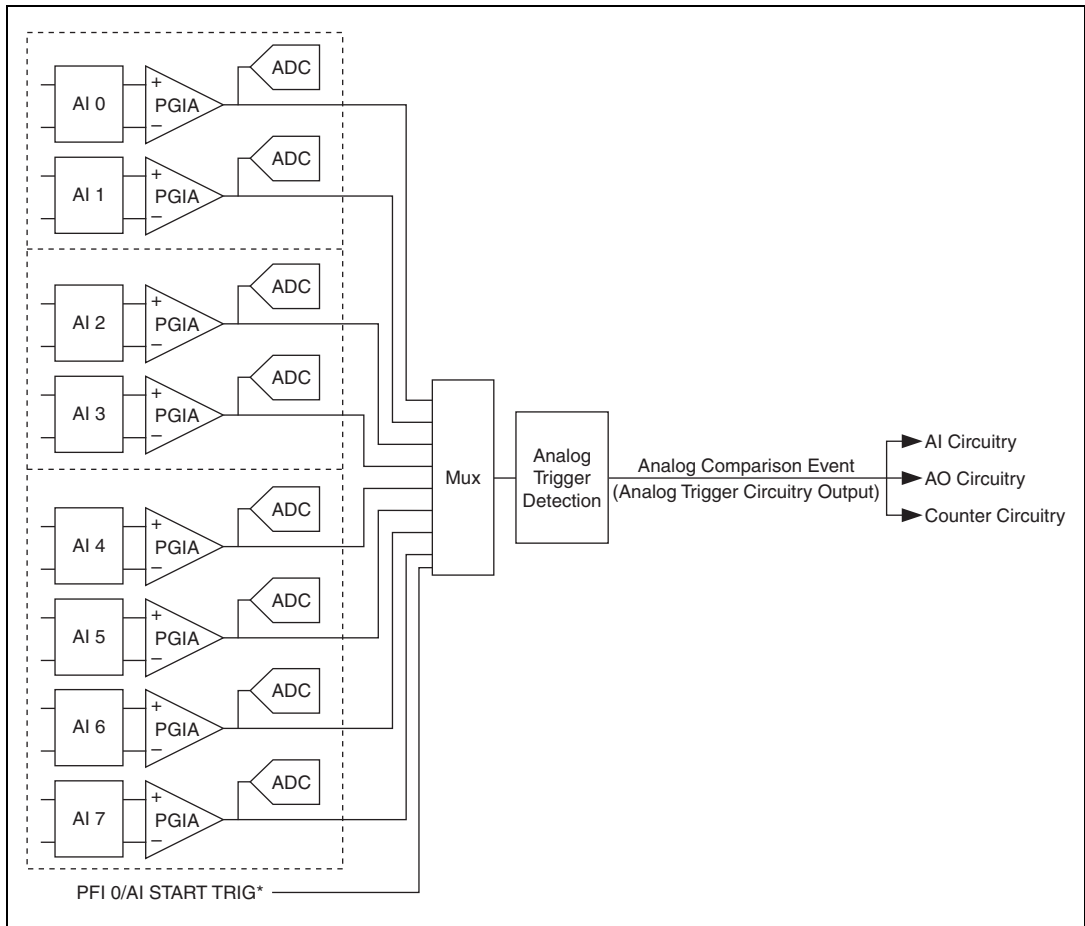 ADC
AI 0
+
PGIA
−
ADC
AI 1
+
PGIA
−
ADC
AI 2
+
PGIA
−
ADC
AI 3
+
PGIA
−
Mux
Analog
Trigger
Detection
Analog Comparison Event
(Analog Trigger Circuitry Output)
AI Circuitry
AO Circuitry
Counter Circuitry
ADC
AI 4
+
PGIA
−
ADC
AI 5
+
PGIA
−
ADC
AI 6
+
PGIA
−
ADC
AI 7
+
PGIA
−
PFI 0/AI START TRIG*